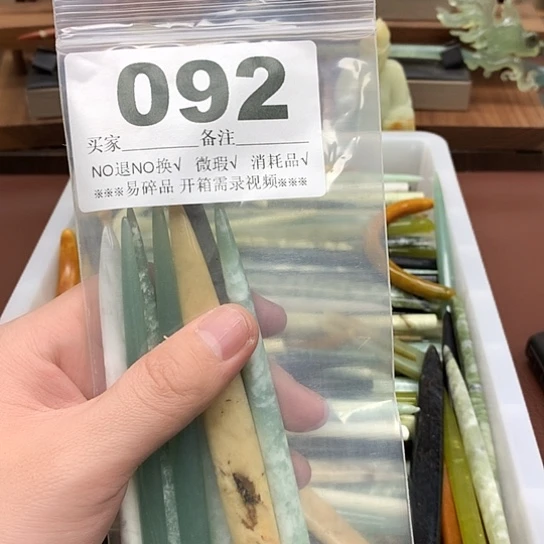 092
买家________备注______
NO退NO换√ 微瑕√ 消耗品√
※※※易碎品 开箱需录视频※※※